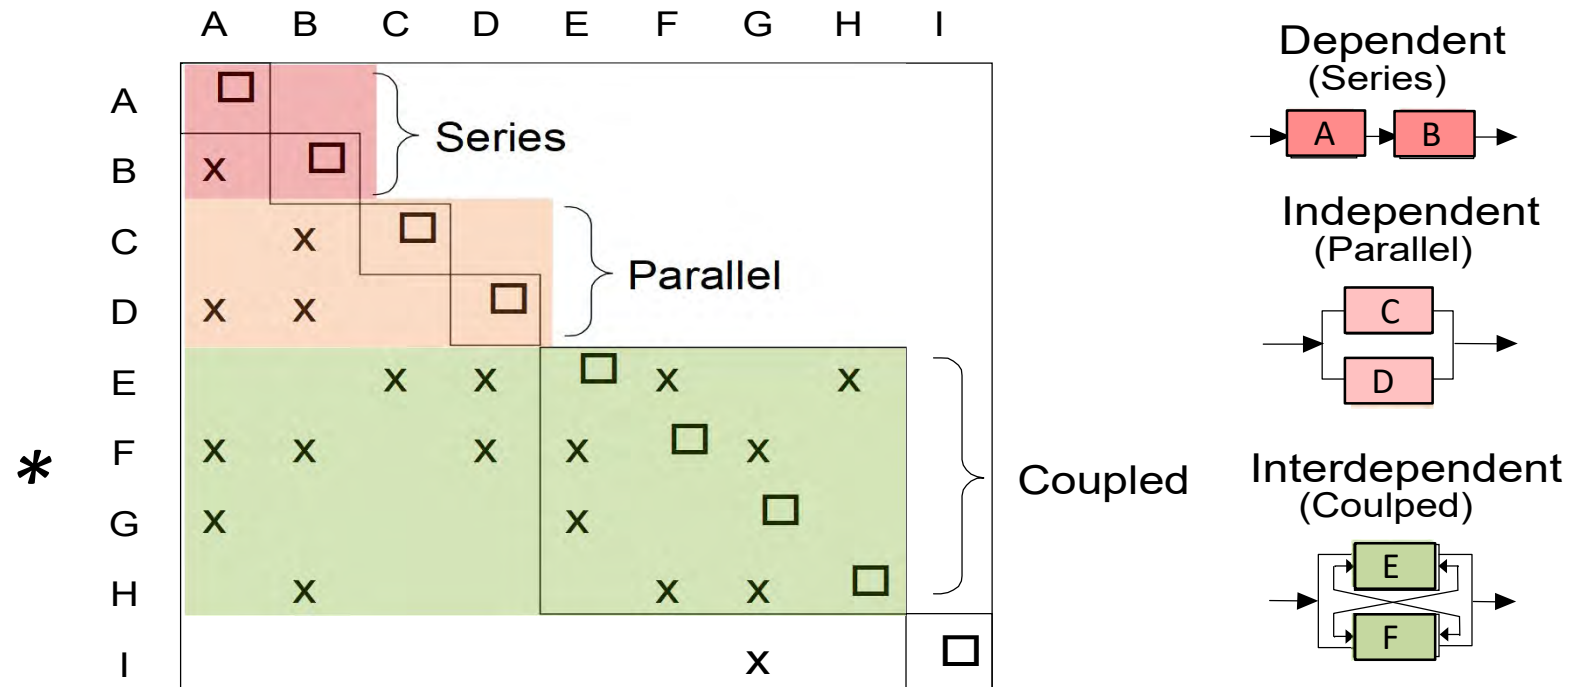 A B C D E F G H I
A
B x
Series
C x
D x x
Parallel
E x x x x
F x x x x x
G x x
H x x x
Coupled
I x
*
Dependent
(Series)
A B
Independent
(Parallel)
C
D
Interdependent
(Coulped)
E
F